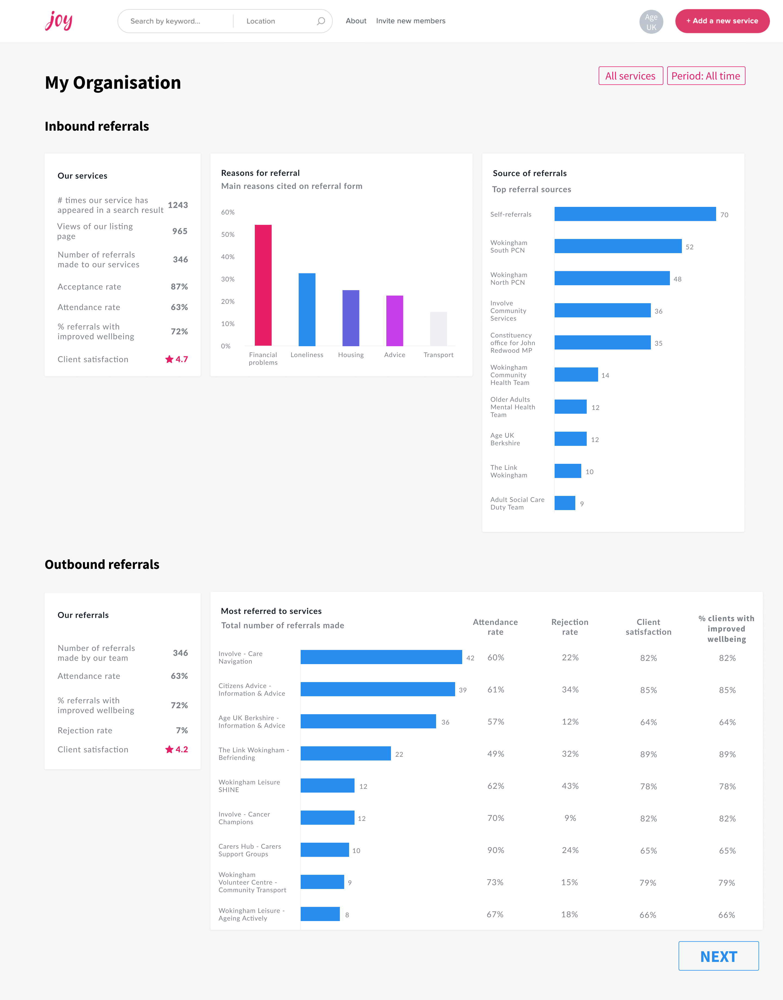 joy
Search by keyword...
Location
About
Invite new members
Age
UK
+ Add a new service
My Organisation
All services
Period: All time
Inbound referrals
Our services
# times our service has
appeared in a search result
1243
Views of our listing
page
965
Number of referrals
made to our services
346
Acceptance rate
87%
Attendance rate
63%
% referrals with
improved wellbeing
72%
Client satisfaction
4.7
Reasons for referral
Main reasons cited on referral form
60%
50%
40%
30%
20%
10%
0%
Financial
problems
Loneliness
Housing
Advice
Transport
Source of referrals
Top referral sources
Self-referrals
70
Wokingham
South PCN
52
Wokingham
North PCN
48
Involve
Community
Services
36
Constituency
office for John
Redwood MP
35
Wokingham
Community
Health Team
14
Older Adults
Mental Health
Team
12
Age UK
Berkshire
12
The Link
Wokingham
10
Adult Social Care
Duty Team
9
Outbound referrals
Our referrals
Number of referrals
made by our team
346
Attendance rate
63%
% referrals with
improved wellbeing
72%
Rejection rate
7%
Client satisfaction
4.2
Most referred to services
Total number of referrals made
Attendance
rate
Rejection
rate
Client
satisfaction
% clients with
improved
wellbeing
Involve - Care
Navigation
42 60% 22% 82% 82%
Citizens Advice -
Information & Advice
39 61% 34% 85% 85%
Age UK Berkshire -
Information & Advice
36 57% 12% 64% 64%
The Link Wokingham -
Befriending
22 49% 32% 89% 89%
Wokingham Leisure
SHINE
12 62% 43% 78% 78%
Involve - Cancer
Champions
12 70% 9% 82% 82%
Carers Hub - Carers
Support Groups
10 90% 24% 65% 65%
Wokingham
Volunteer Centre -
Community Transport
9 73% 15% 79% 79%
Wokingham Leisure -
Ageing Actively
8 67% 18% 66% 66%
NEXT